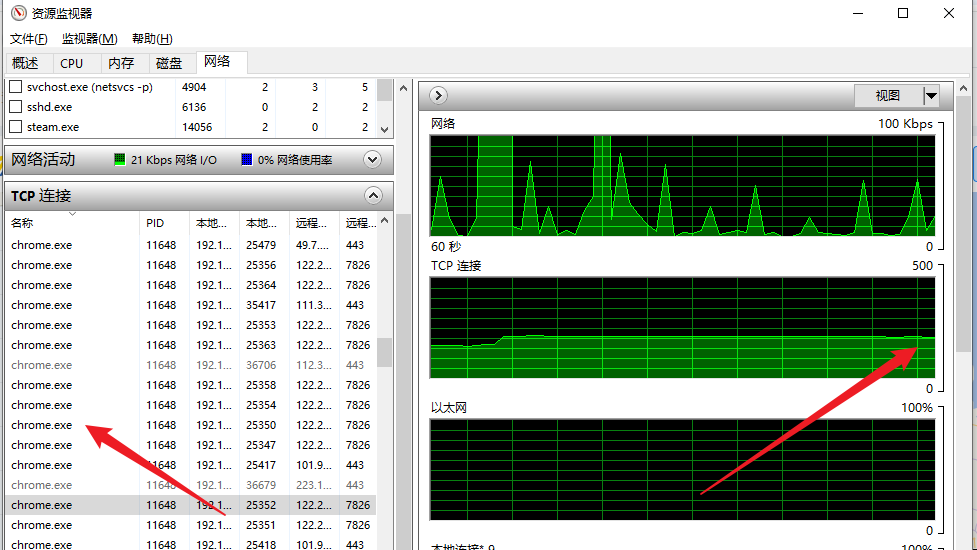 资源监视器
文件(F) 监视器(M) 帮助(H)
概述 CPU 内存 磁盘 网络
svchost.exe (netsvcs -p) 4904 2 3 5
sshd.exe 6136 0 2 2
steam.exe 14056 2 0 2
网络活动 21 Kbps 网络 I/O 0% 网络使用率
TCP 连接
名称 PID 本地... 本地... 远程... 远程...
chrome.exe 11648 192.1... 25479 49.7.... 443
chrome.exe 11648 192.1... 25356 122.2... 7826
chrome.exe 11648 192.1... 25364 122.2... 7826
chrome.exe 11648 192.1... 35417 111.3... 443
chrome.exe 11648 192.1... 25353 122.2... 7826
chrome.exe 11648 192.1... 25363 122.2... 7826
chrome.exe 11648 192.1... 36706 112.3... 443
chrome.exe 11648 192.1... 25358 122.2... 7826
chrome.exe 11648 192.1... 25354 122.2... 7826
chrome.exe 11648 192.1... 25350 122.2... 7826
chrome.exe 11648 192.1... 25347 122.2... 7826
chrome.exe 11648 192.1... 25417 101.9... 443
chrome.exe 11648 192.1... 36679 223.1... 443
chrome.exe 11648 192.1... 25352 122.2... 7826
chrome.exe 11648 192.1... 25351 122.2... 7826
chrome.exe 11648 192.1... 25418 101.9... 443
视图
网络 100 Kbps
60 秒 0
TCP 连接 500
0
以太网 100%
0
本地连接* 9 100%